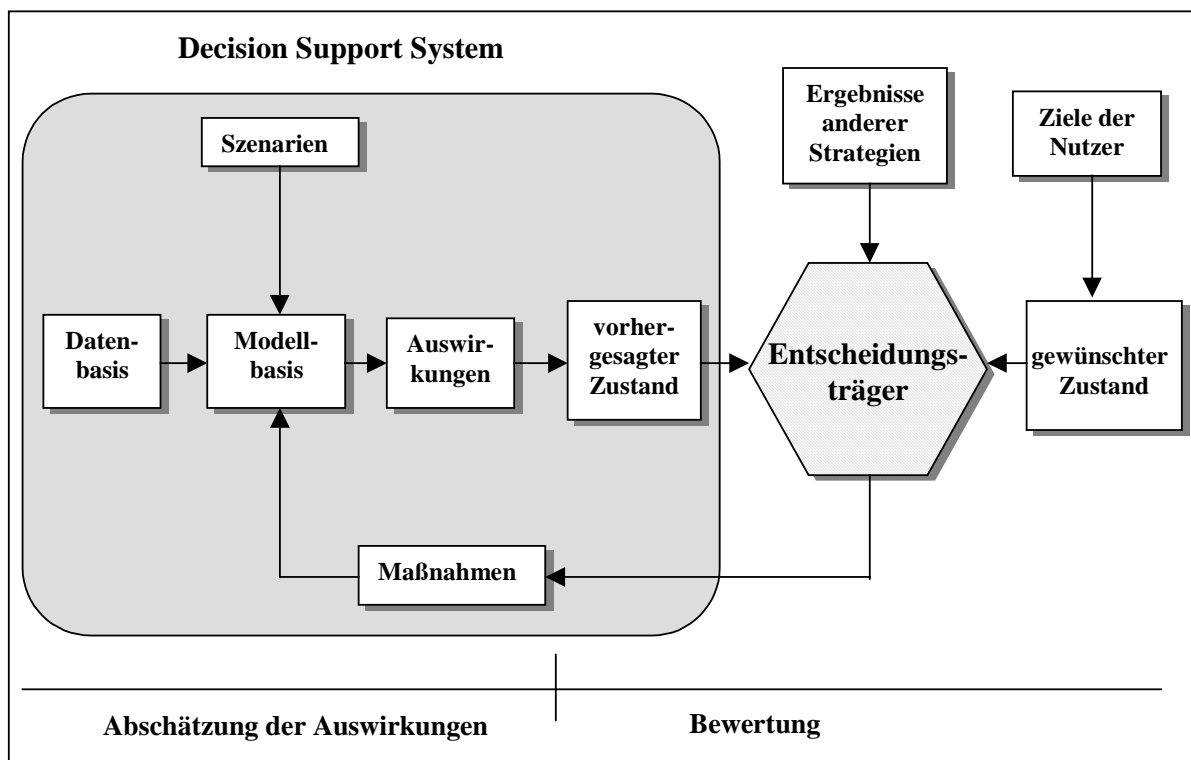 Decision Support System
Ergebnisse
anderer
Strategien
Ziele der
Nutzer
Szenarien
Daten-
basis
Modell-
basis
Auswir-
kungen
vorher-
gesagter
Zustand
Entscheidungs-
träger
gewünschter
Zustand
Maßnahmen
Abschätzung der Auswirkungen
Bewertung